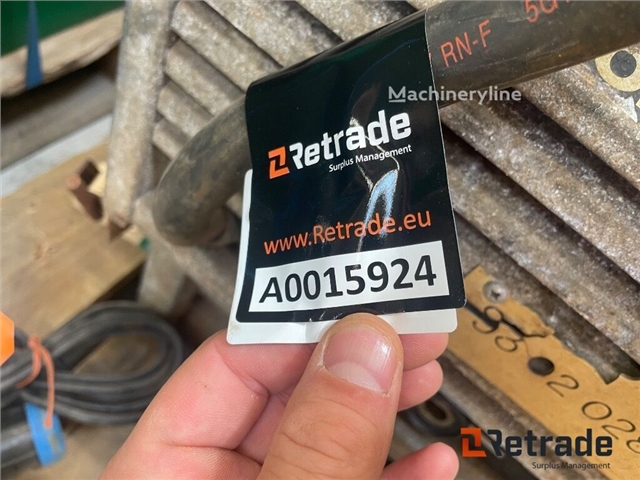 RN-F 5G
Machineryline
Retrade
Surplus Management
www.Retrade.eu
A0015924
Retrade
Surplus Management